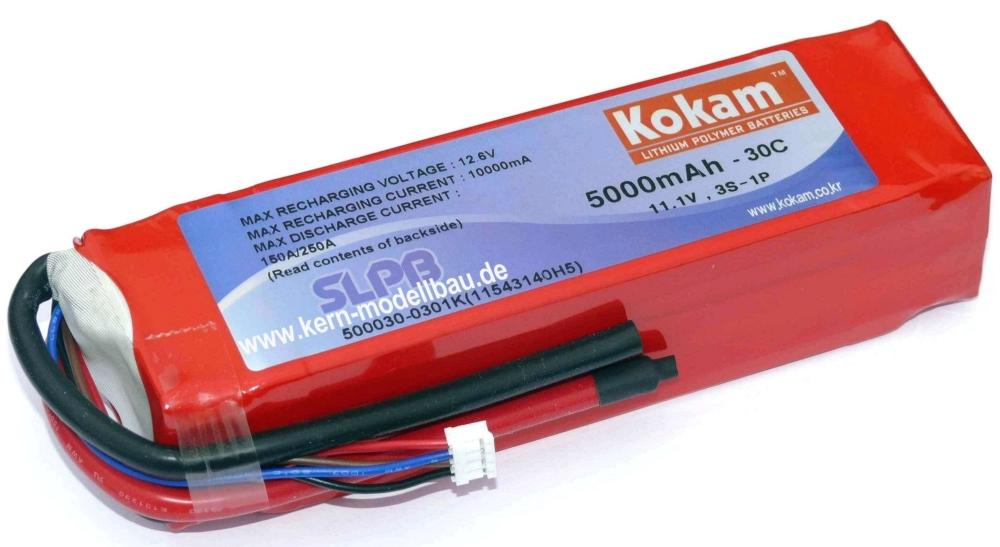 Kokam™
LITHIUM POLYMER BATTERIES
5000mAh - 30C
11.1V , 3S-1P
www.kokam.co.kr
MAX RECHARGING VOLTAGE : 12.6V
MAX RECHARGING CURRENT : 10000mA
MAX DISCHARGE CURRENT :
150A/250A
(Read contents of backside)
SLPB
www.kern-modellbau.de
500030-0301K(11543140H5)